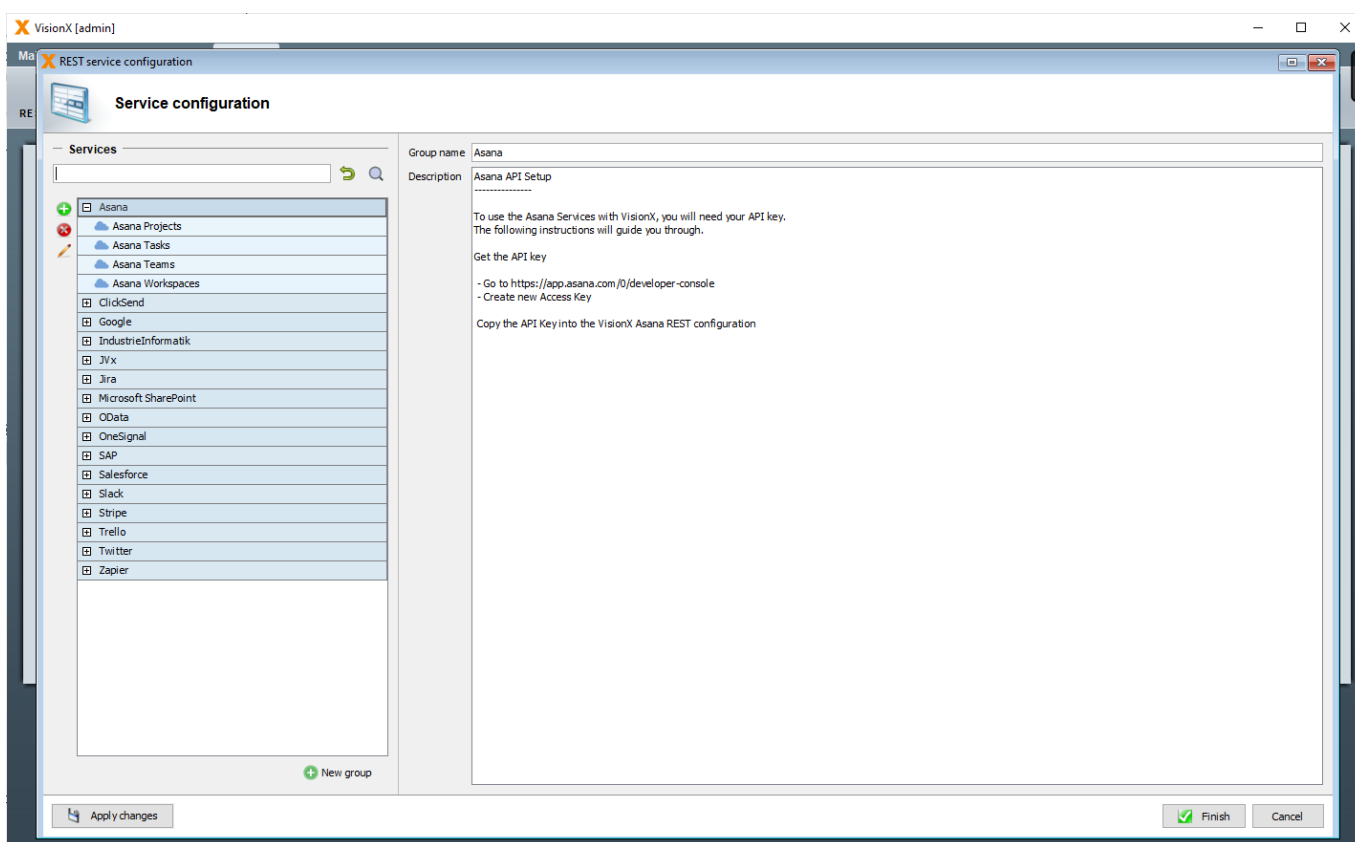 VisionX [admin]
Ma
REST service configuration
Service configuration
RE
Services
Asana
Asana Projects
Asana Tasks
Asana Teams
Asana Workspaces
ClickSend
Google
IndustrieInformatik
JVx
Jira
Microsoft SharePoint
OData
OneSignal
SAP
Salesforce
Slack
Stripe
Trello
Twitter
Zapier
New group
Group name Asana
Description Asana API Setup
---------------
To use the Asana Services with VisionX, you will need your API key.
The following instructions will guide you through.
Get the API key
- Go to https://app.asana.com/0/developer-console
- Create new Access Key
Copy the API Key into the VisionX Asana REST configuration
Apply changes
Finish
Cancel